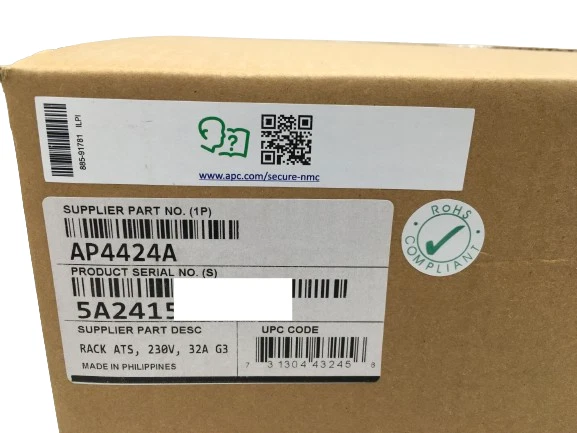 885-91781 ILPI
?
www.apc.com/secure-nmc
SUPPLIER PART NO. (1P)
AP4424A
PRODUCT SERIAL NO. (S)
5A2415
SUPPLIER PART DESC
RACK ATS, 230V, 32A G3
MADE IN PHILIPPINES
UPC CODE
7 31304 43245 8
RoHS
COMPLIANT